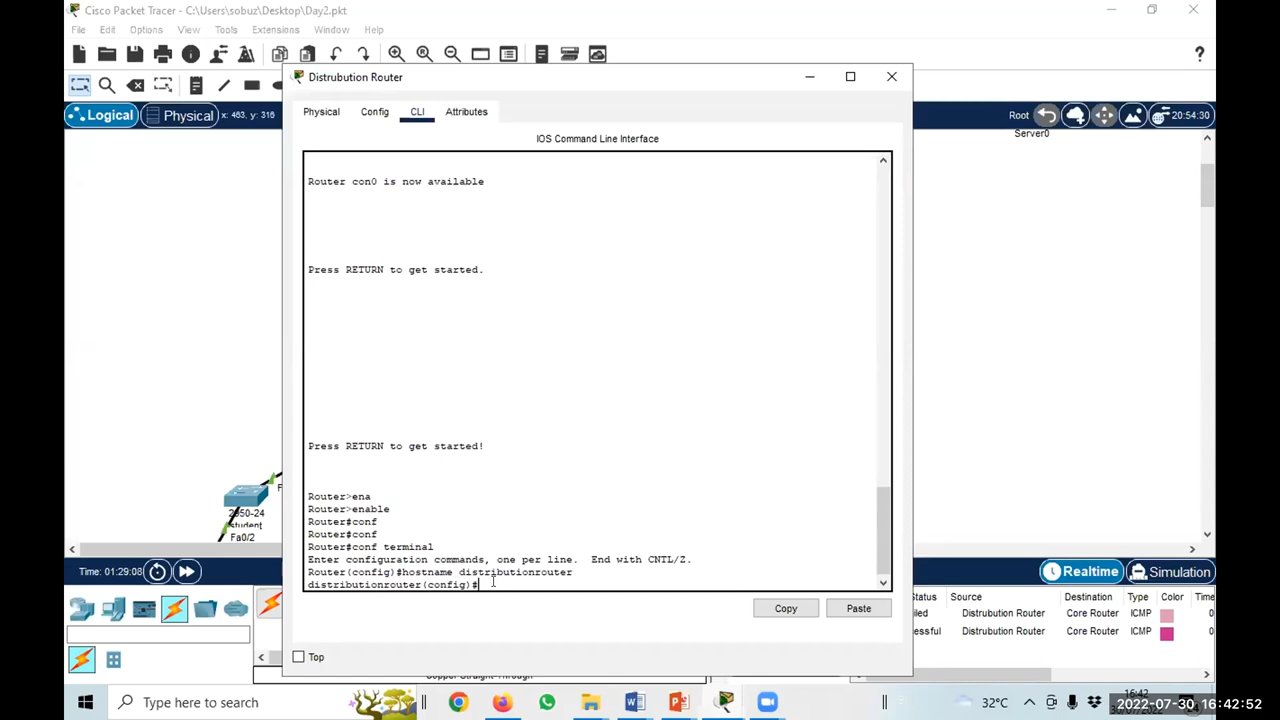 Cisco Packet Tracer - C:\Users\sobuz\Desktop\Day2.pkt
File Edit Options View Tools Extensions Window Help
Distrubution Router
Physical Config CLI Attributes
Logical Physical x: 463, y: 316
Root 20:54:30
Server0
IOS Command Line Interface
Router con0 is now available
Press RETURN to get started.
Press RETURN to get started!
Router>ena
Router>enable
Router#conf
Router#conf
Router#conf terminal
Enter configuration commands, one per line. End with CNTL/Z.
Router(config)#hostname distributionrouter
distributionrouter(config)#
2950-24
student
Fa0/2
Copy Paste
Top
Time: 01:29:08
Realtime Simulation
Status Source Destination Type Color
iled Distrubution Router Core Router ICMP
essful Distrubution Router Core Router ICMP
Copper Straight-Through
Type here to search
32°C
16:42
2022-07-30 16:42:52